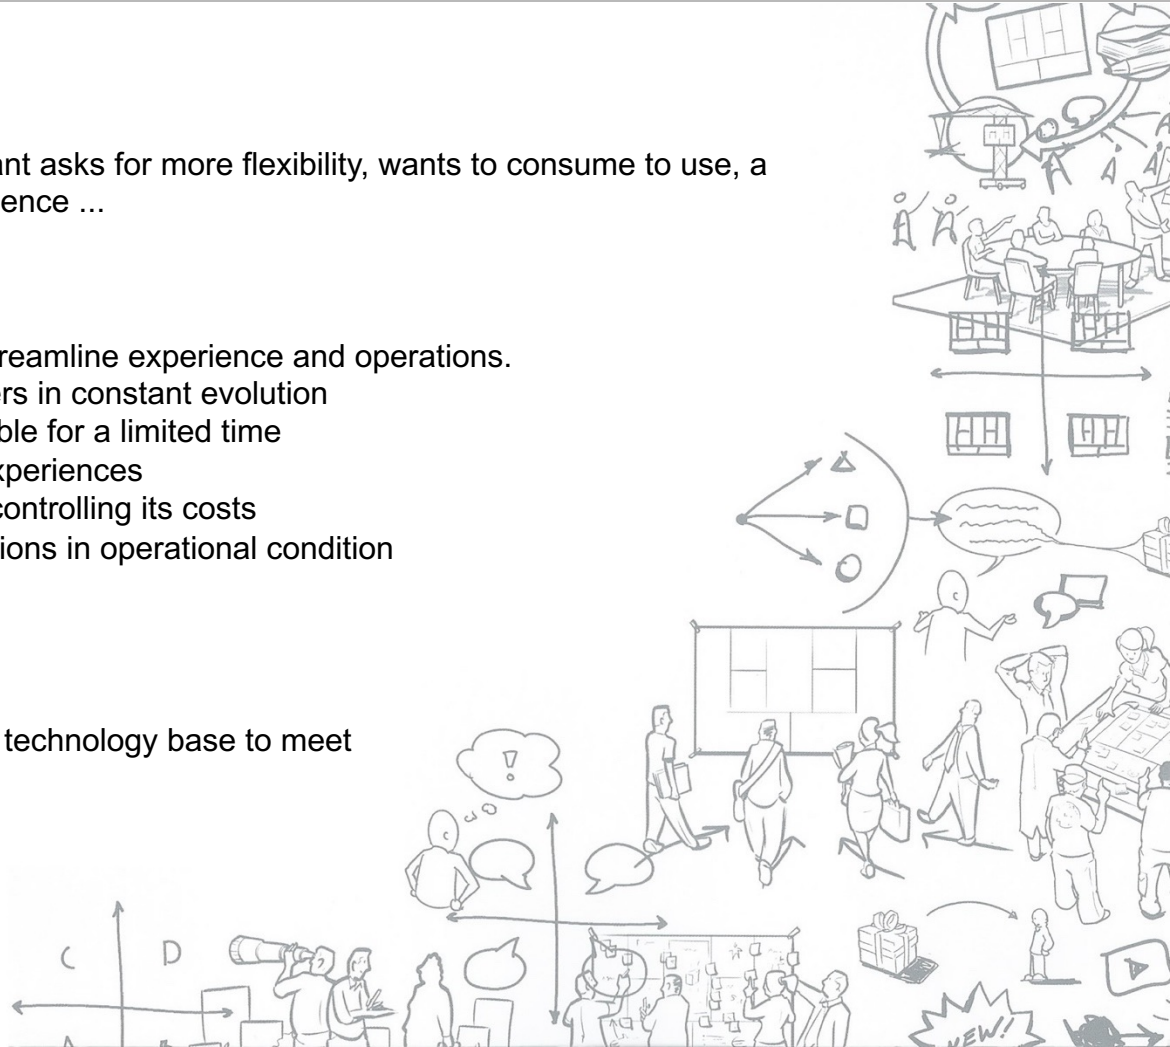 ant asks for more flexibility, wants to consume to use, a
ence ...
reamline experience and operations.
ers in constant evolution
ble for a limited time
xperiences
controlling its costs
ions in operational condition
technology base to meet
!
C D
A
NEW!